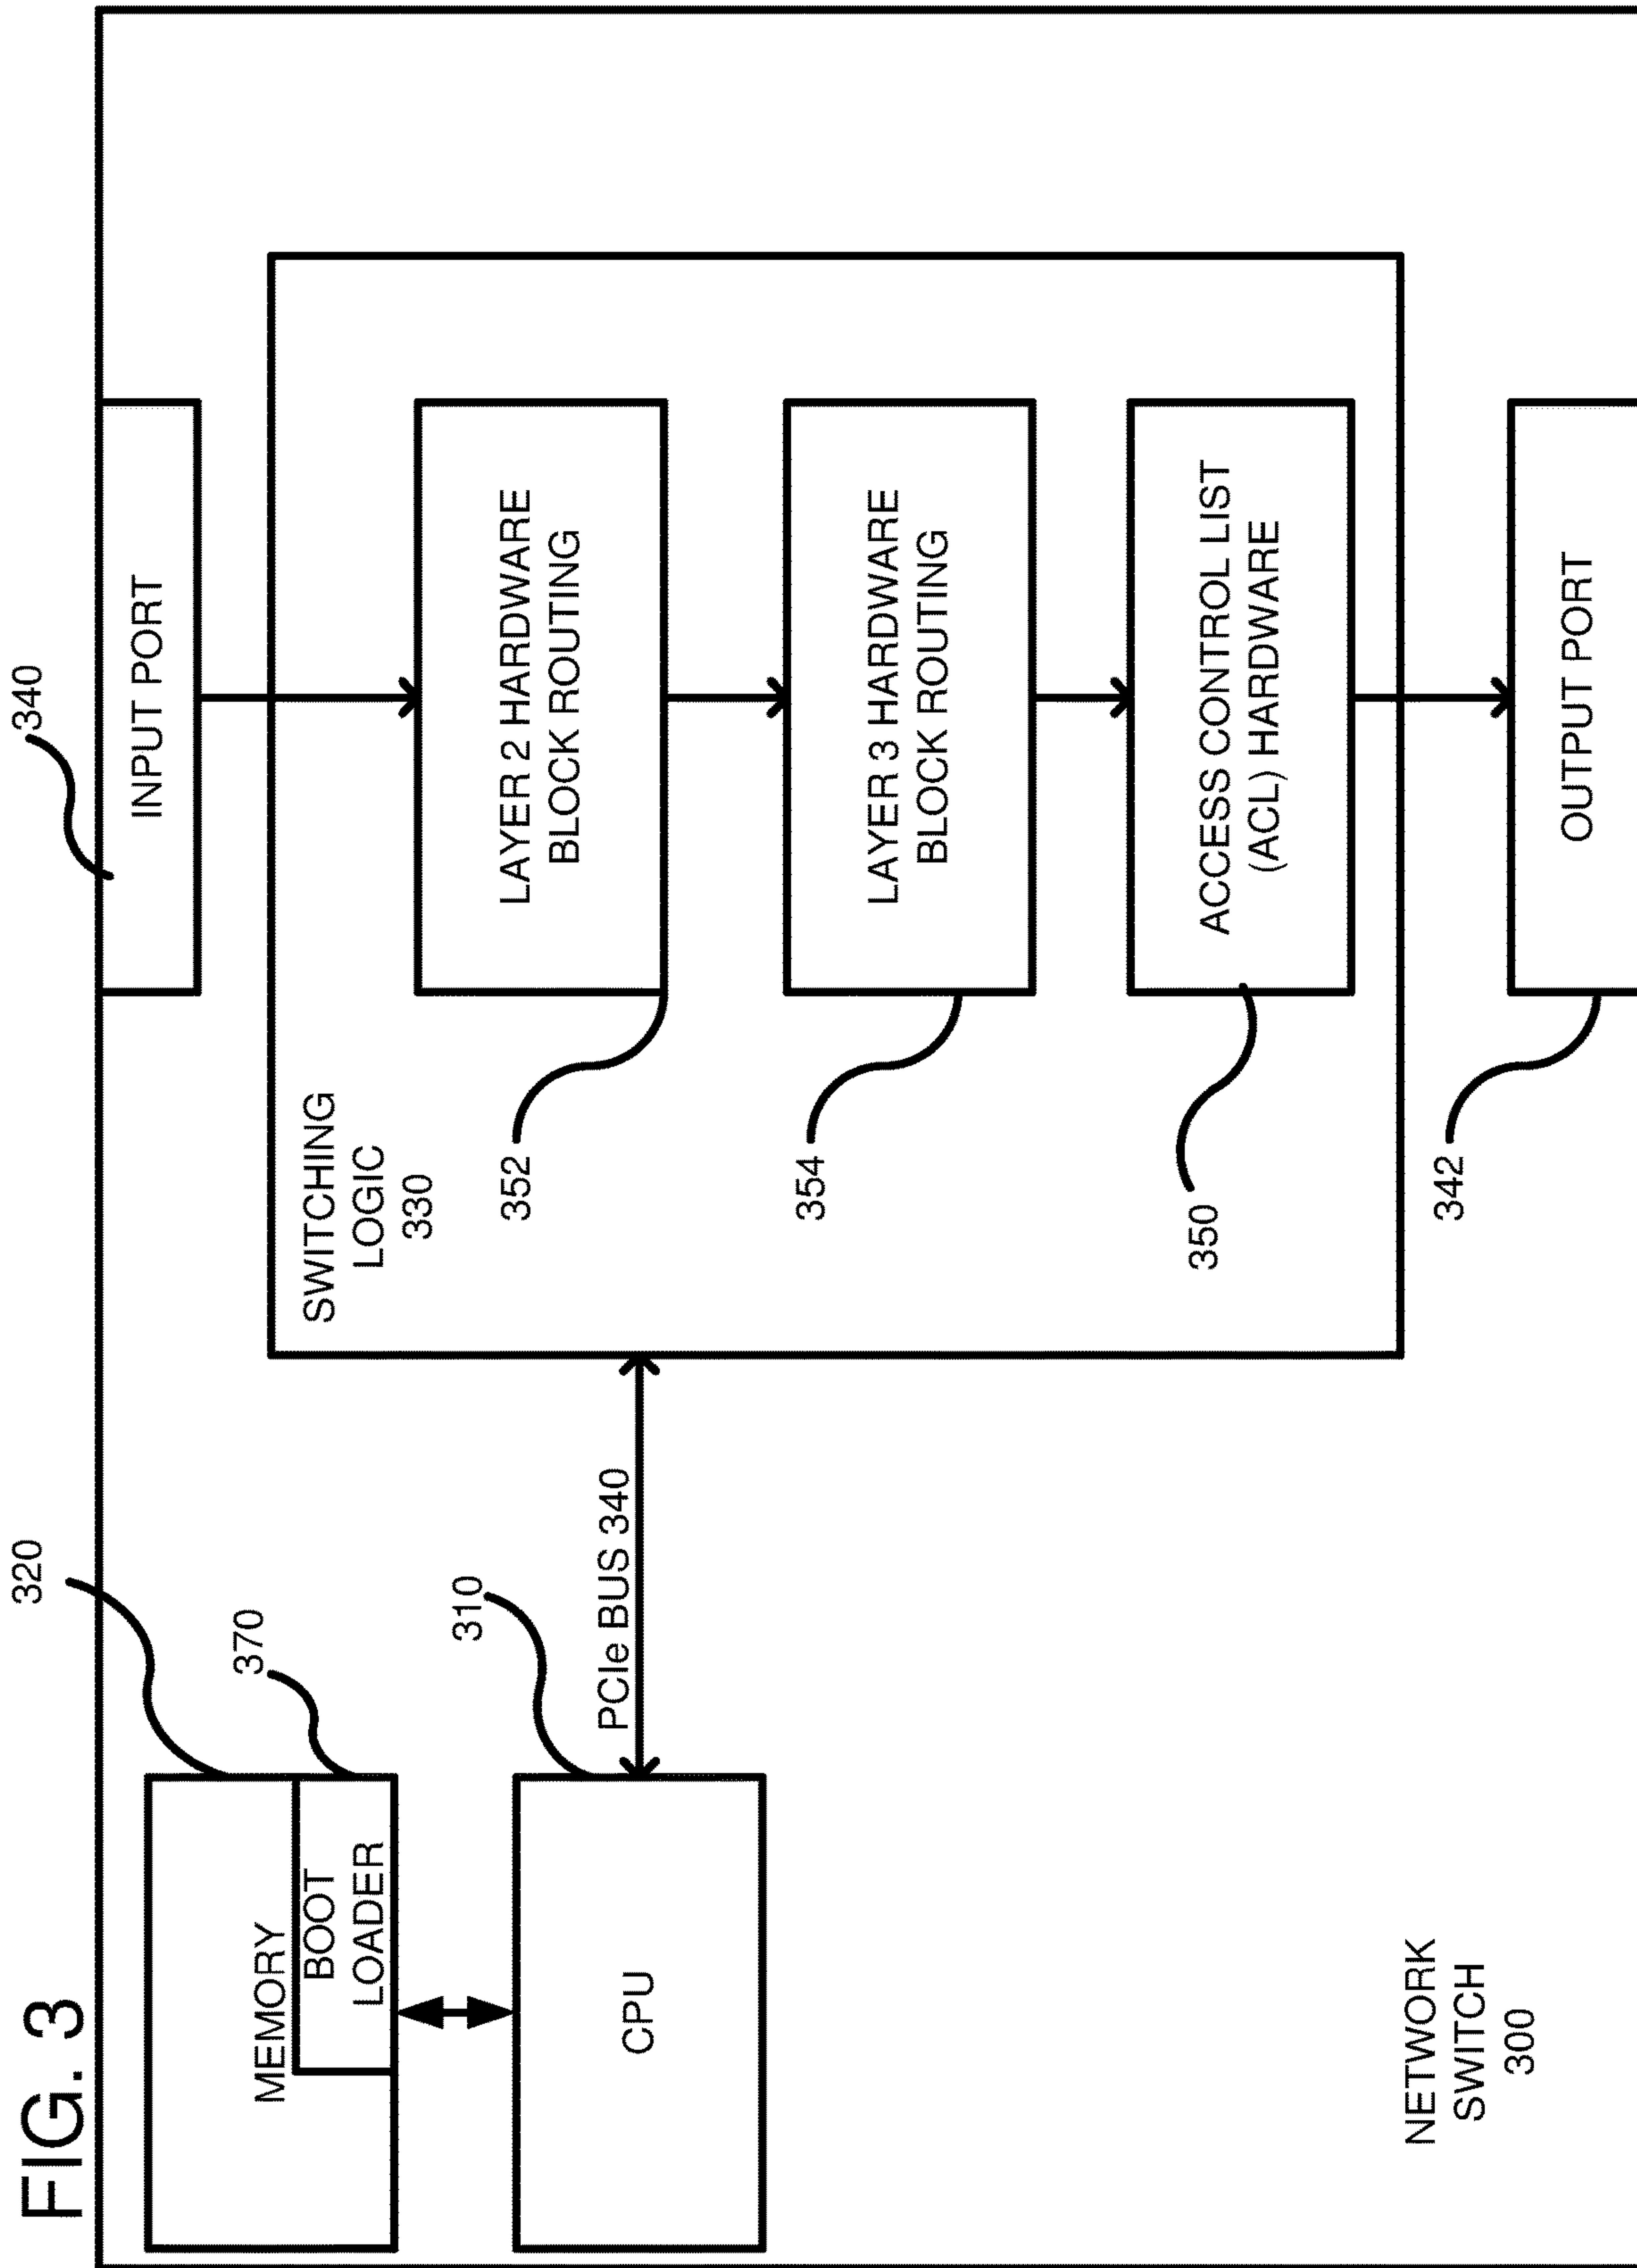 FIG. 3
320
370
MEMORY
BOOT
LOADER
310
CPU
PCIe BUS 340
NETWORK
SWITCH
300
340
INPUT PORT
SWITCHING
LOGIC
330
LAYER 2 HARDWARE
BLOCK ROUTING
352
LAYER 3 HARDWARE
BLOCK ROUTING
354
ACCESS CONTROL LIST
(ACL) HARDWARE
350
OUTPUT PORT
342